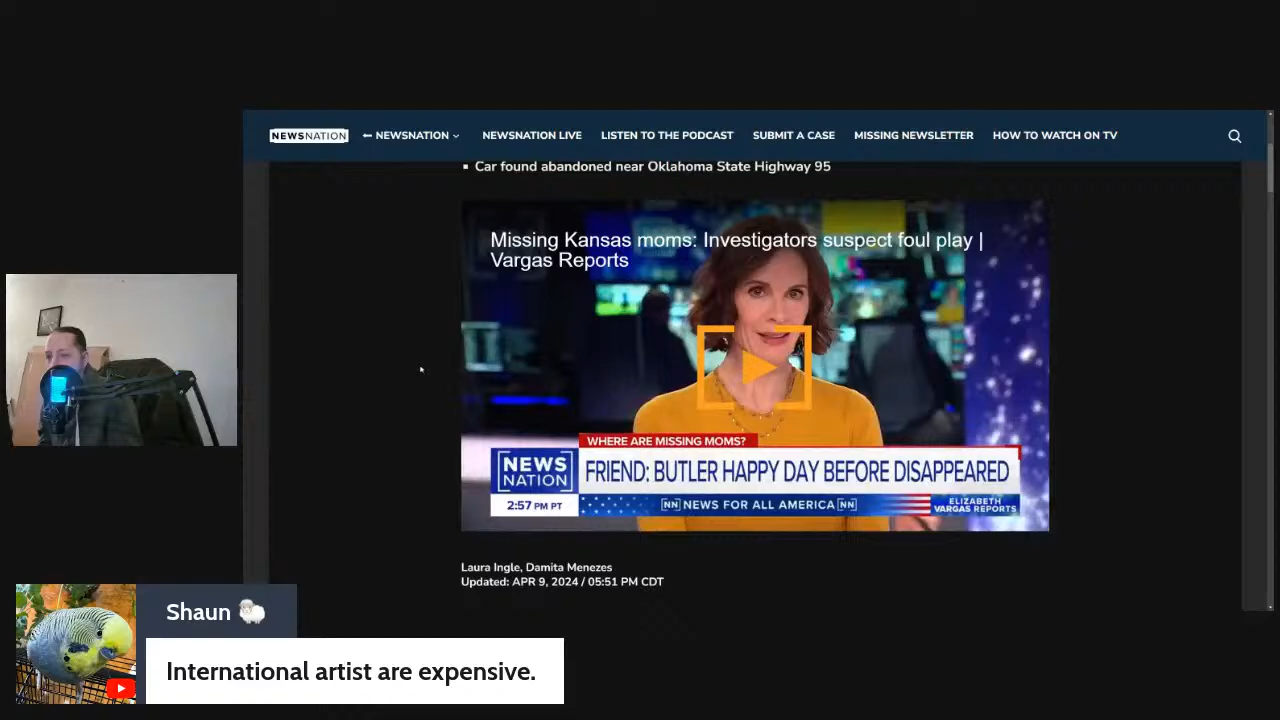 NEWSNATION
NEWSNATION
NEWSNATION LIVE
LISTEN TO THE PODCAST
SUBMIT A CASE
MISSING NEWSLETTER
HOW TO WATCH ON TV
Car found abandoned near Oklahoma State Highway 95
Missing Kansas moms: Investigators suspect foul play |
Vargas Reports
WHERE ARE MISSING MOMS?
NEWS
NATION
FRIEND: BUTLER HAPPY DAY BEFORE DISAPPEARED
2:57 PM PT
NN NEWS FOR ALL AMERICA NN
ELIZABETH
VARGAS REPORTS
Laura Ingle, Damita Menezes
Updated: APR 9, 2024 / 05:51 PM CDT
Shaun 🐑
International artist are expensive.